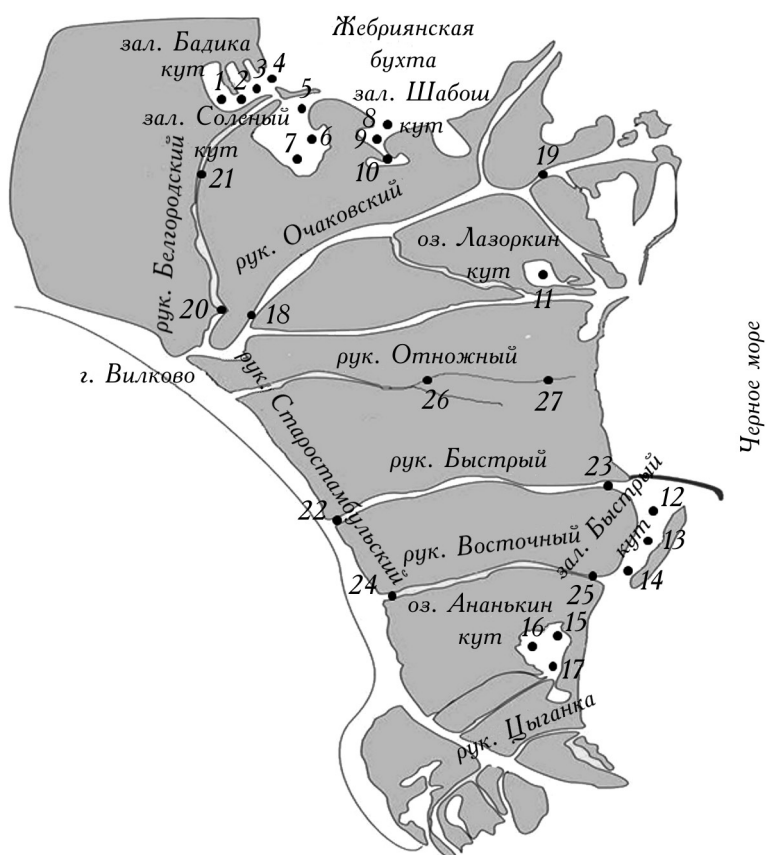 Жебриянская
бухта
зал. Бадика
кут
1 2 3 4
5
зал. Шабош
кут
8
9
10
зал. Соленый
кут
6
7
19
21
рук. Белгородский
рук. Очаковский
оз. Лазоркин
кут
11
20
18
г. Вилково
рук. Отножный
26
27
Черное море
рук. Старостамбульский
рук. Быстрый
23
22
зал. Быстрый
кут
12
13
14
рук. Восточный
24
25
оз. Ананькин
кут
16
15
17
рук. Цыганка